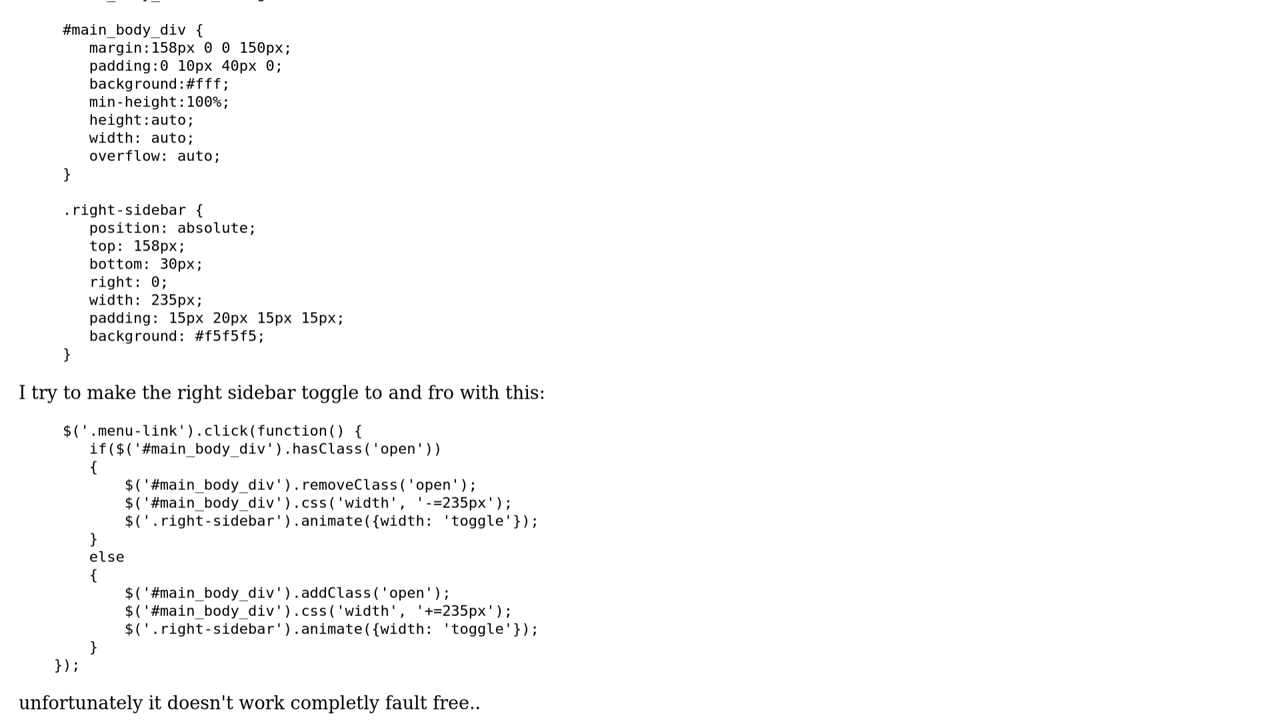 #main_body_div {
margin:158px 0 0 150px;
padding:0 10px 40px 0;
background:#fff;
min-height:100%;
height:auto;
width: auto;
overflow: auto;
}
.right-sidebar {
position: absolute;
top: 158px;
bottom: 30px;
right: 0;
width: 235px;
padding: 15px 20px 15px 15px;
background: #f5f5f5;
}
I try to make the right sidebar toggle to and fro with this:
$('.menu-link').click(function() {
if($('#main_body_div').hasClass('open'))
{
$('#main_body_div').removeClass('open');
$('#main_body_div').css('width', '-=235px');
$('.right-sidebar').animate({width: 'toggle'});
}
else
{
$('#main_body_div').addClass('open');
$('#main_body_div').css('width', '+=235px');
$('.right-sidebar').animate({width: 'toggle'});
}
});
unfortunately it doesn't work completly fault free..